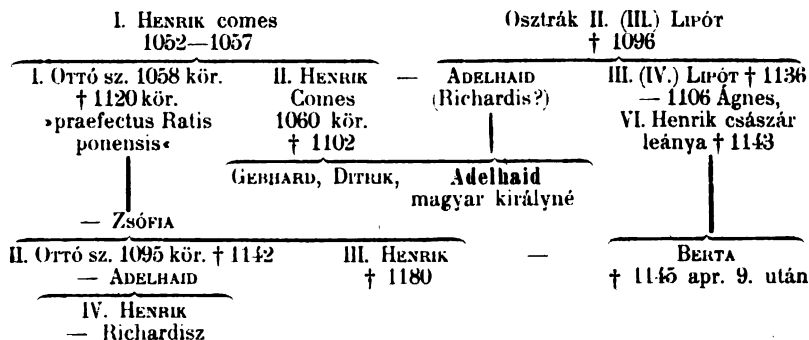 I. HENRIK comes
1052—1057
Osztrák II. (III.) LIPÓT
† 1096
I. OTTÓ sz. 1058 kör.
† 1120 kör.
»praefectus Ratis
ponensis«
II. HENRIK
Comes
1060 kör.
† 1102
— ADELHAID
(Richardis?)
III. (IV.) LIPÓT † 1136
— 1106 Ágnes,
VI. Henrik császár
leánya † 1143
GEBHARD, DITRIK, Adelhaid
magyar királyné
— ZSÓFIA
II. OTTÓ sz. 1095 kör. † 1142
— ADELHAID
III. HENRIK
† 1180
— BERTA
† 1145 apr. 9. után
IV. HENRIK
— Richardisz